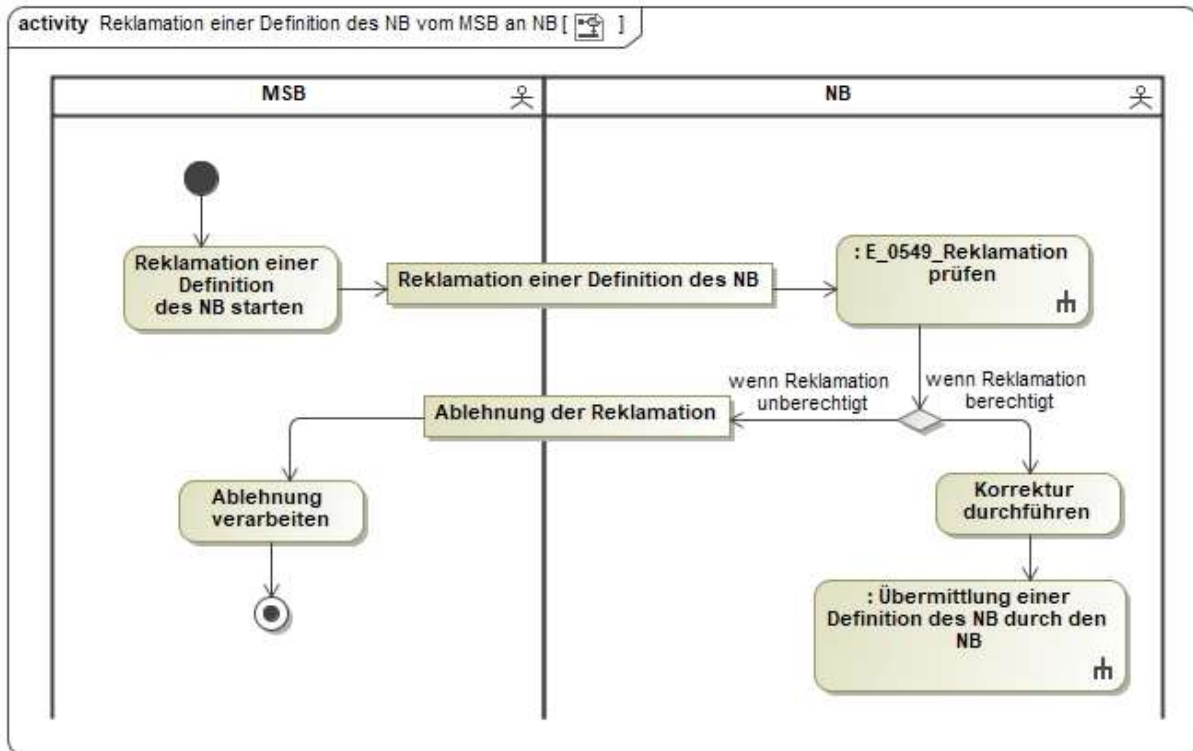 activity Reklamation einer Definition des NB vom MSB an NB [ ]
MSB
NB
Reklamation einer
Definition
des NB starten
Reklamation einer Definition des NB
: E_0549_Reklamation
prüfen
wenn Reklamation
unberechtigt
wenn Reklamation
berechtigt
Ablehnung der Reklamation
Ablehnung
verarbeiten
Korrektur
durchführen
: Übermittlung einer
Definition des NB durch den
NB